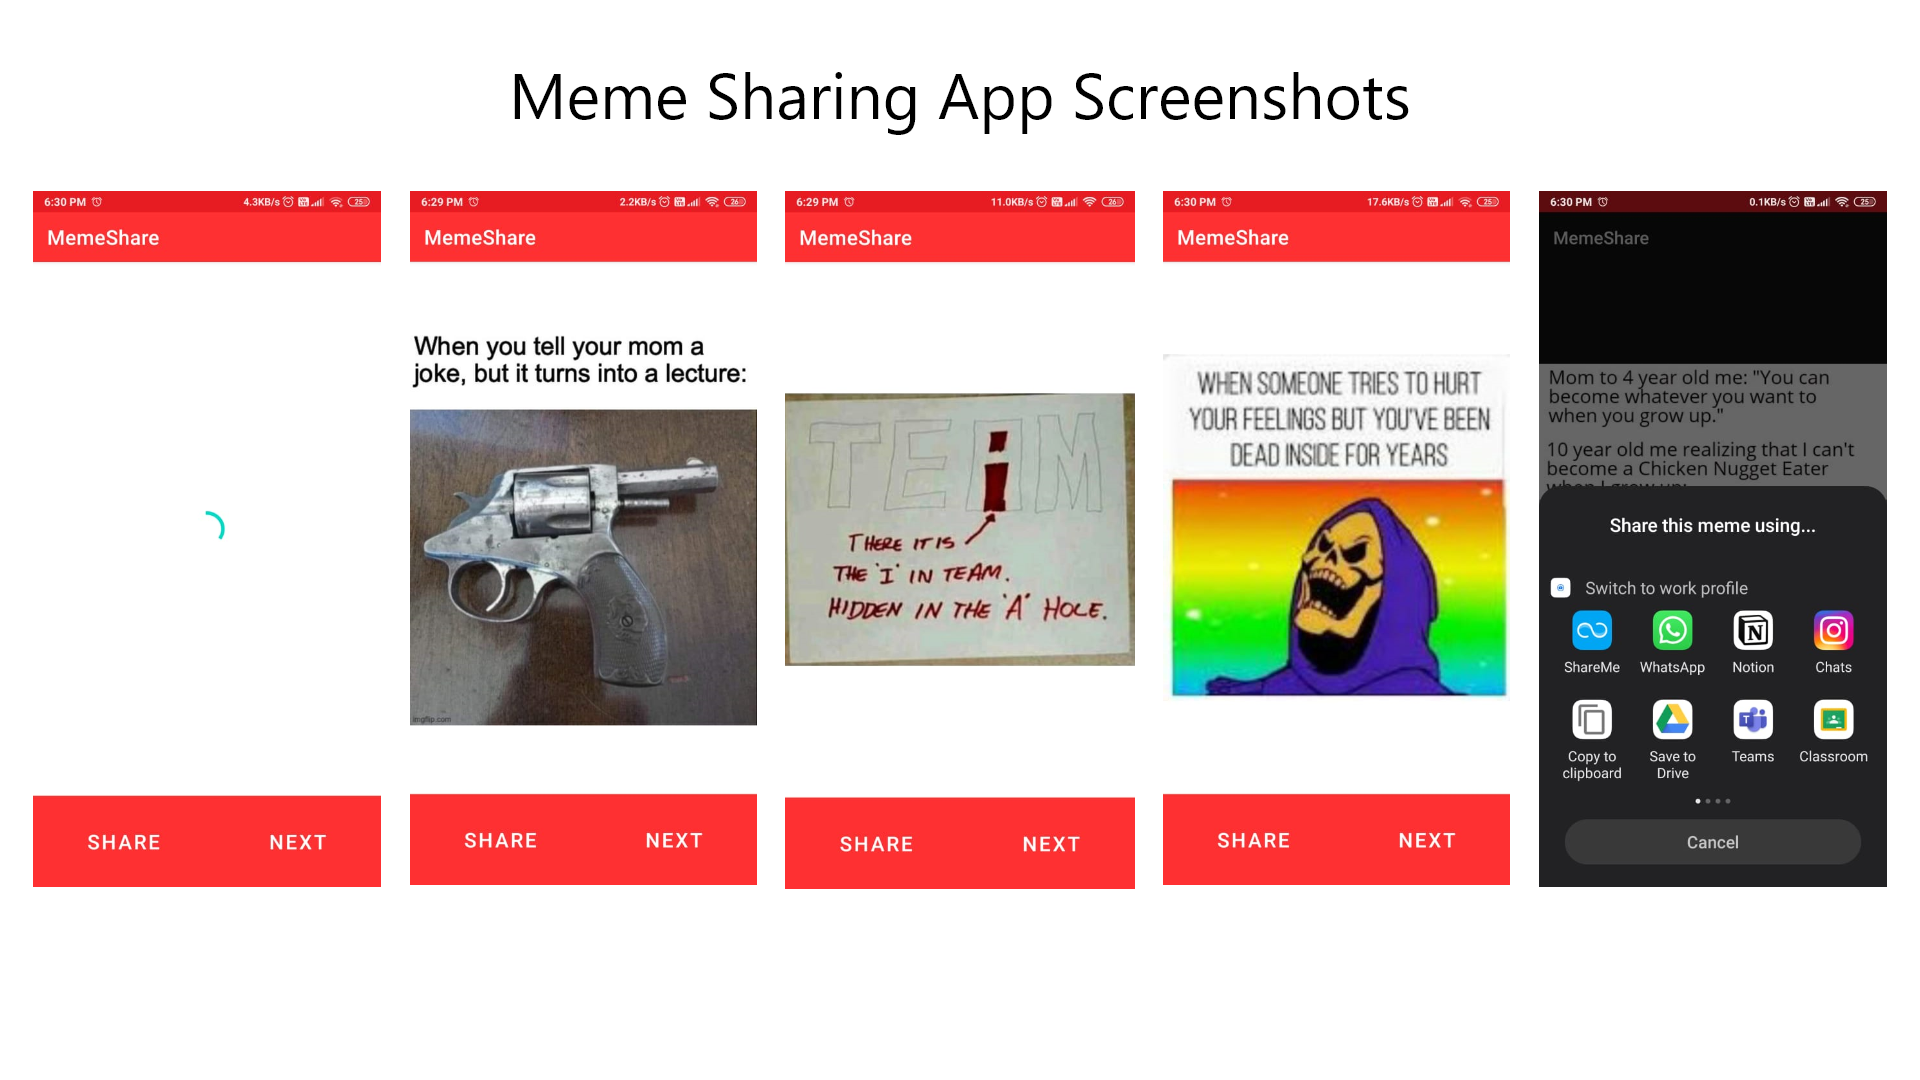 Meme Sharing App Screenshots
6:30 PM
4.3KB/s
25
MemeShare
SHARE
NEXT
6:29 PM
2.2KB/s
26
MemeShare
When you tell your mom a
joke, but it turns into a lecture:
imgflip.com
SHARE
NEXT
6:29 PM
11.0KB/s
26
MemeShare
TEAM
i
THERE IT IS
THE 'I' IN TEAM.
HIDDEN IN THE 'A' HOLE.
SHARE
NEXT
6:30 PM
17.6KB/s
25
MemeShare
WHEN SOMEONE TRIES TO HURT
YOUR FEELINGS BUT YOU'VE BEEN
DEAD INSIDE FOR YEARS
SHARE
NEXT
6:30 PM
0.1KB/s
25
MemeShare
Mom to 4 year old me: "You can
become whatever you want to
when you grow up."
10 year old me realizing that I can't
become a Chicken Nugget Eater
when I grow up:
Share this meme using...
Switch to work profile
ShareMe
WhatsApp
Notion
Chats
Copy to
clipboard
Save to
Drive
Teams
Classroom
Cancel